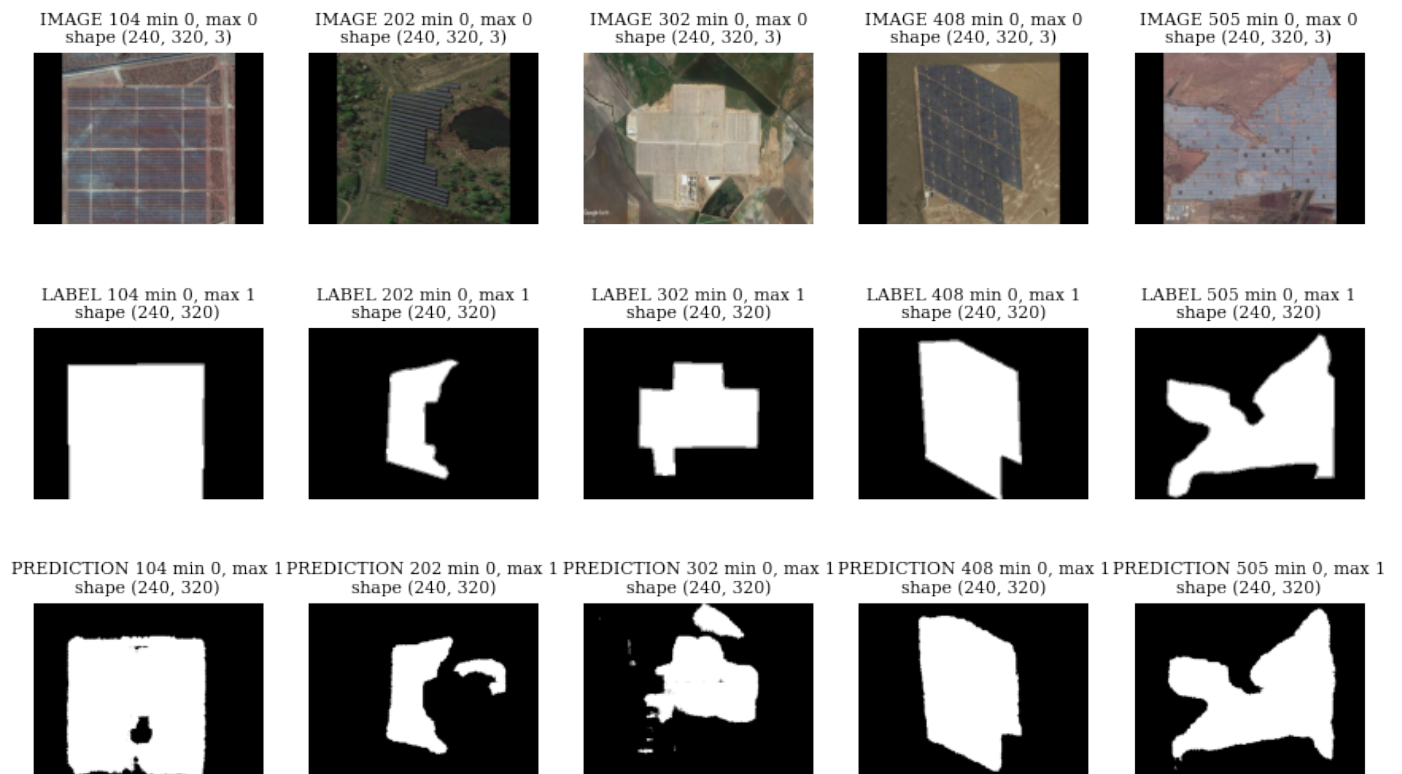 IMAGE 104 min 0, max 0
shape (240, 320, 3)
IMAGE 202 min 0, max 0
shape (240, 320, 3)
IMAGE 302 min 0, max 0
shape (240, 320, 3)
IMAGE 408 min 0, max 0
shape (240, 320, 3)
IMAGE 505 min 0, max 0
shape (240, 320, 3)
LABEL 104 min 0, max 1
shape (240, 320)
LABEL 202 min 0, max 1
shape (240, 320)
LABEL 302 min 0, max 1
shape (240, 320)
LABEL 408 min 0, max 1
shape (240, 320)
LABEL 505 min 0, max 1
shape (240, 320)
PREDICTION 104 min 0, max 1
shape (240, 320)
PREDICTION 202 min 0, max 1
shape (240, 320)
PREDICTION 302 min 0, max 1
shape (240, 320)
PREDICTION 408 min 0, max 1
shape (240, 320)
PREDICTION 505 min 0, max 1
shape (240, 320)